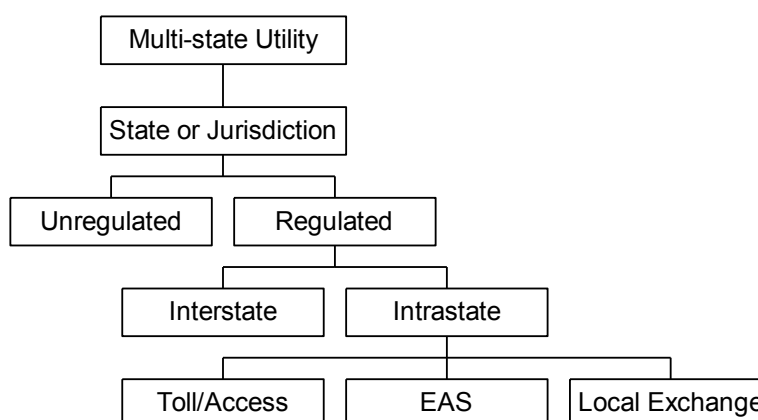 Multi-state Utility
State or Jurisdiction
Unregulated
Regulated
Interstate
Intrastate
Toll/Access
EAS
Local Exchange